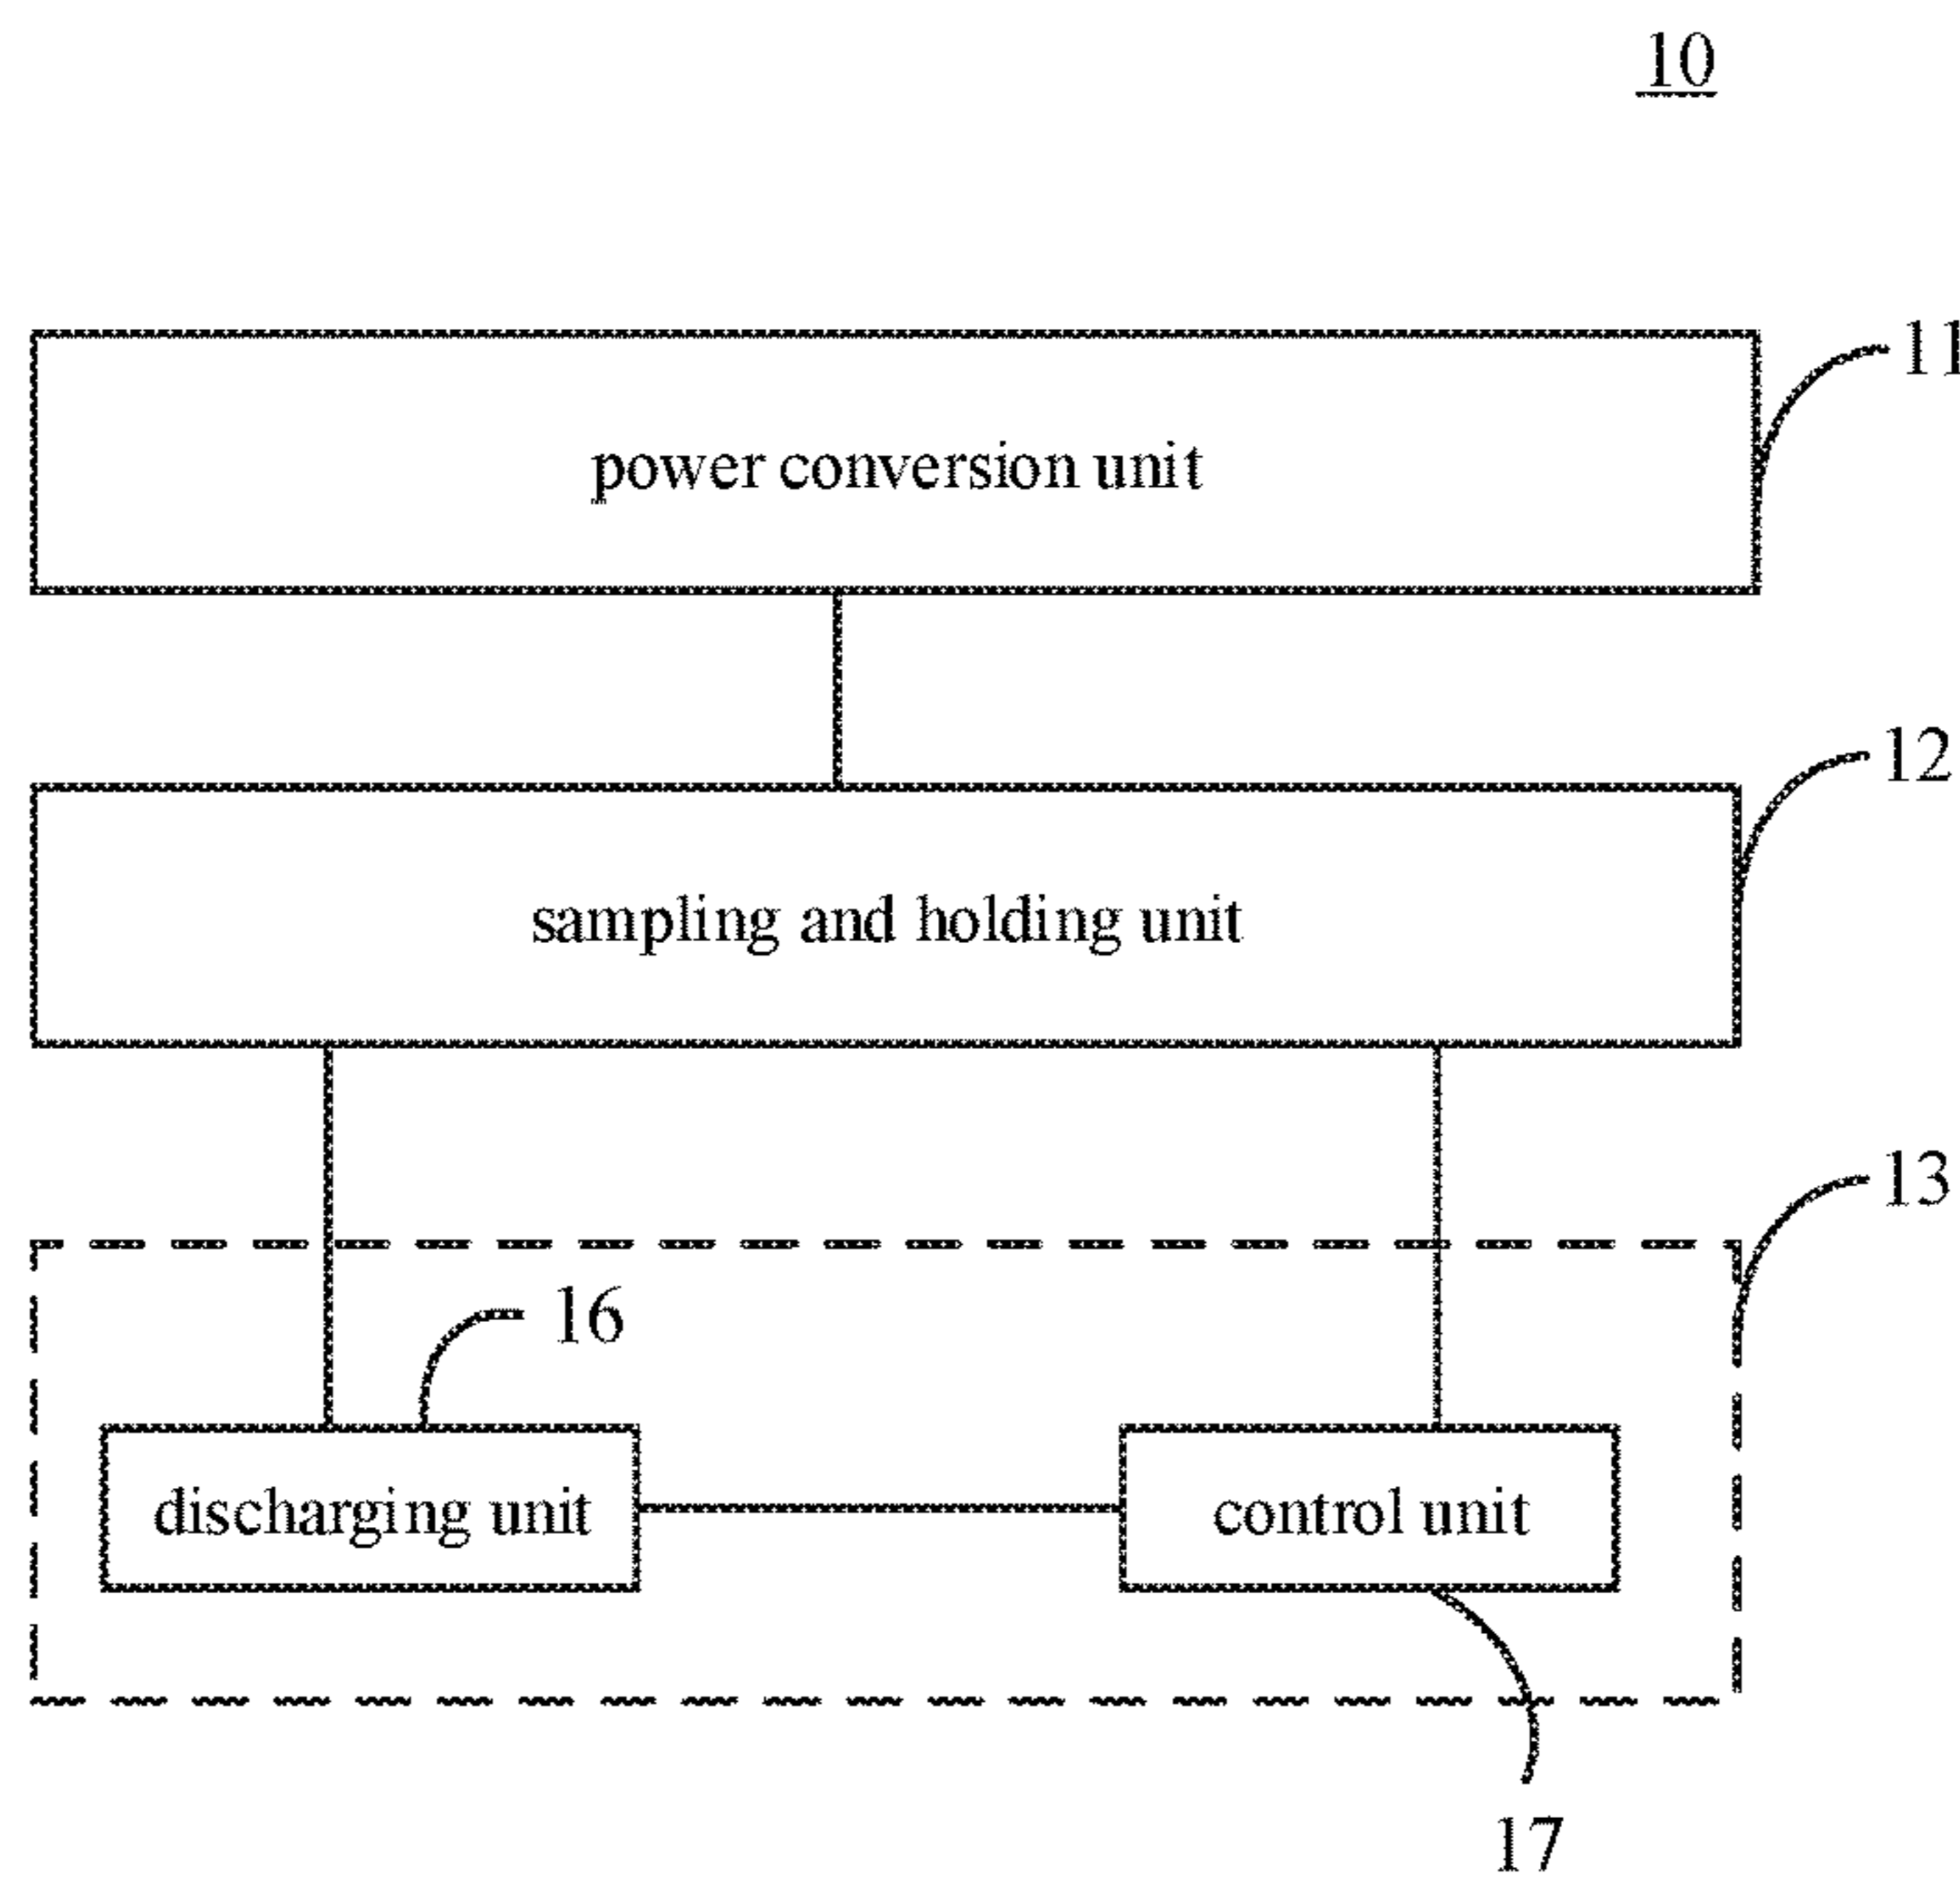 10
11
power conversion unit
12
sampling and holding unit
13
16
discharging unit
control unit
17